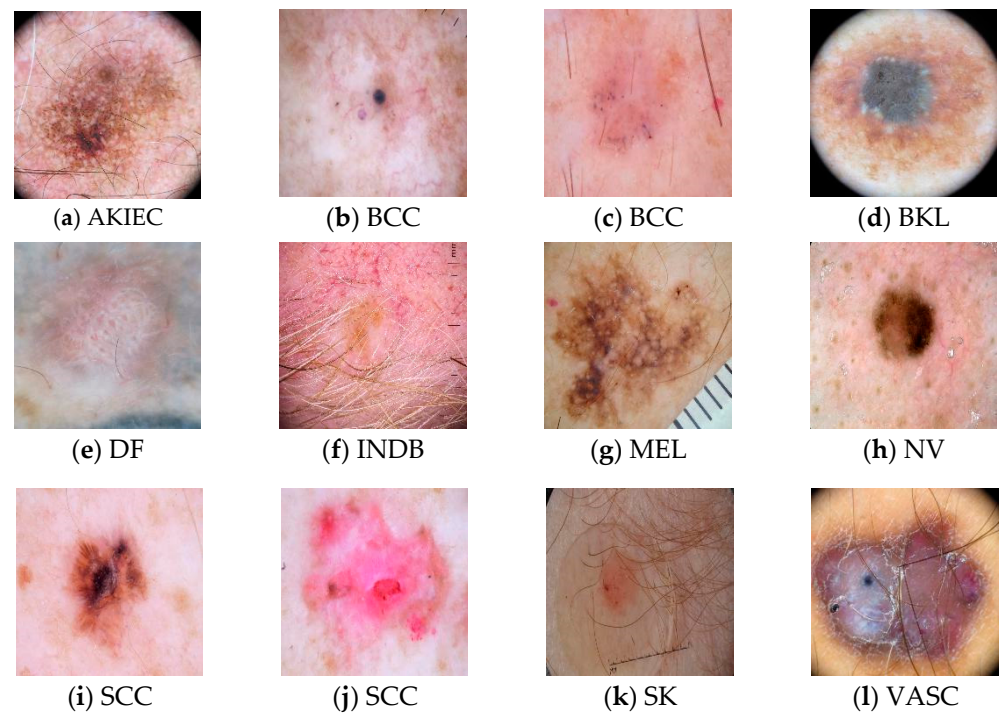 (a) AKIEC
(b) BCC
(c) BCC
(d) BKL
(e) DF
(f) INDB
(g) MEL
(h) NV
(i) SCC
(j) SCC
(k) SK
(l) VASC